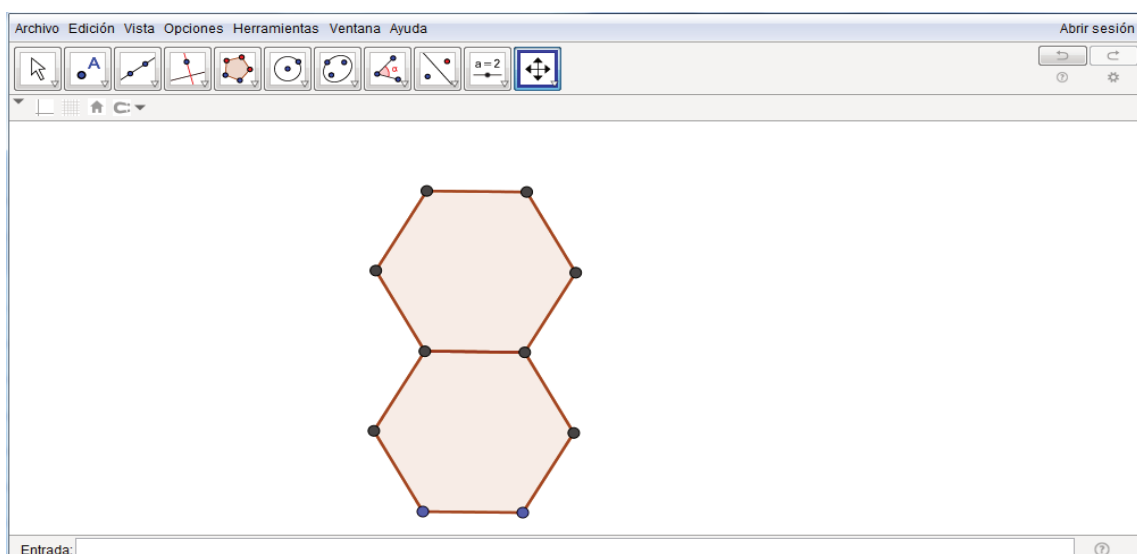 Archivo Edición Vista Opciones Herramientas Ventana Ayuda Abrir sesión
A α a = 2
Entrada: